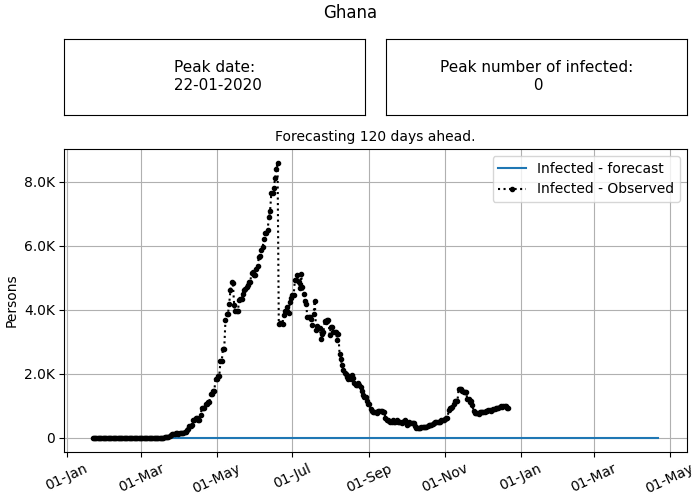 Ghana
Peak date:
22-01-2020
Peak number of infected:
0
Forecasting 120 days ahead.
Infected - forecast
Infected - Observed
Persons
8.0K
6.0K
4.0K
2.0K
0
01-Jan
01-Mar
01-May
01-Jul
01-Sep
01-Nov
01-Jan
01-Mar
01-May